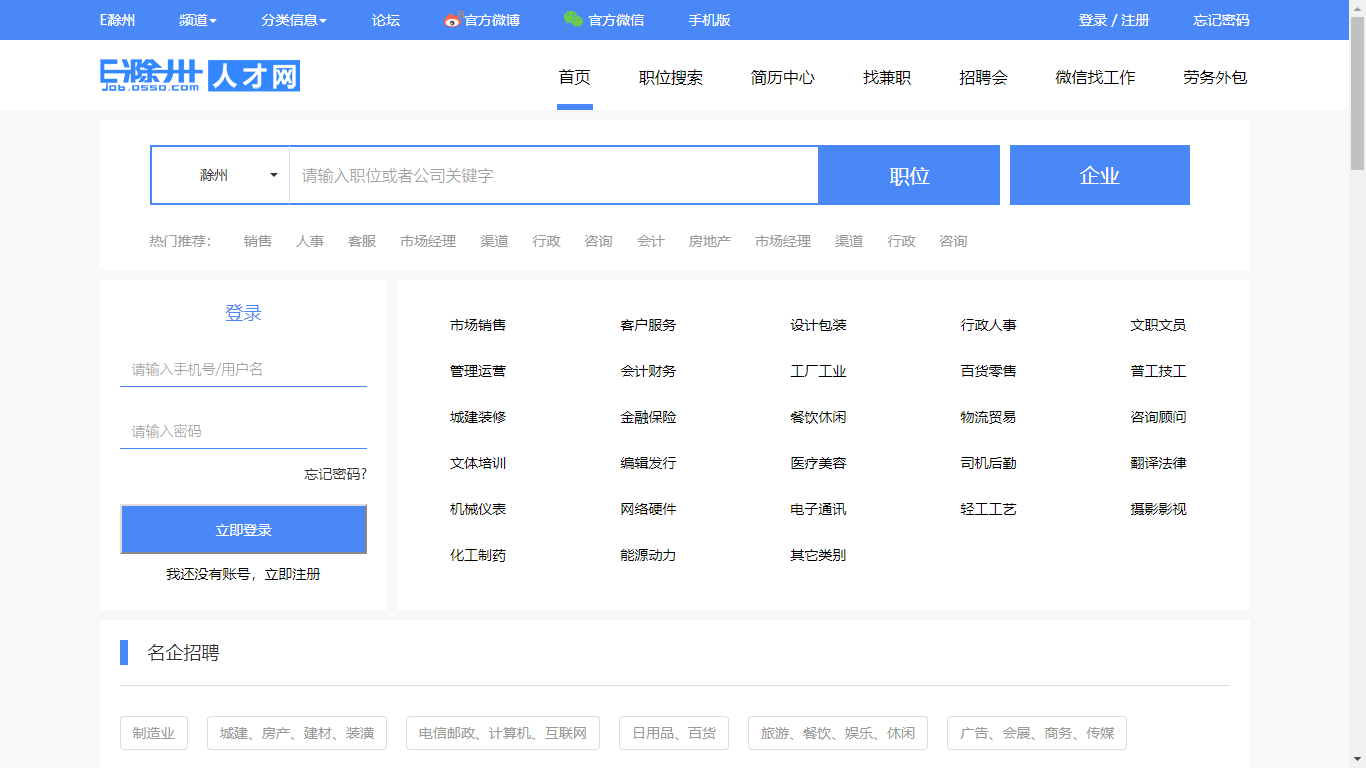 E滁州 频道 分类信息 论坛 官方微博 官方微信 手机版 登录 / 注册 忘记密码
E滁州 job.0550.com 人才网
首页 职位搜索 简历中心 找兼职 招聘会 微信找工作 劳务外包
滁州 请输入职位或者公司关键字 职位 企业
热门推荐： 销售 人事 客服 市场经理 渠道 行政 咨询 会计 房地产 市场经理 渠道 行政 咨询
登录
请输入手机号/用户名
请输入密码
忘记密码?
立即登录
我还没有账号，立即注册
市场销售 客户服务 设计包装 行政人事 文职文员
管理运营 会计财务 工厂工业 百货零售 普工技工
城建装修 金融保险 餐饮休闲 物流贸易 咨询顾问
文体培训 编辑发行 医疗美容 司机后勤 翻译法律
机械仪表 网络硬件 电子通讯 轻工工艺 摄影影视
化工制药 能源动力 其它类别
名企招聘
制造业 城建、房产、建材、装潢 电信邮政、计算机、互联网 日用品、百货 旅游、餐饮、娱乐、休闲 广告、会展、商务、传媒